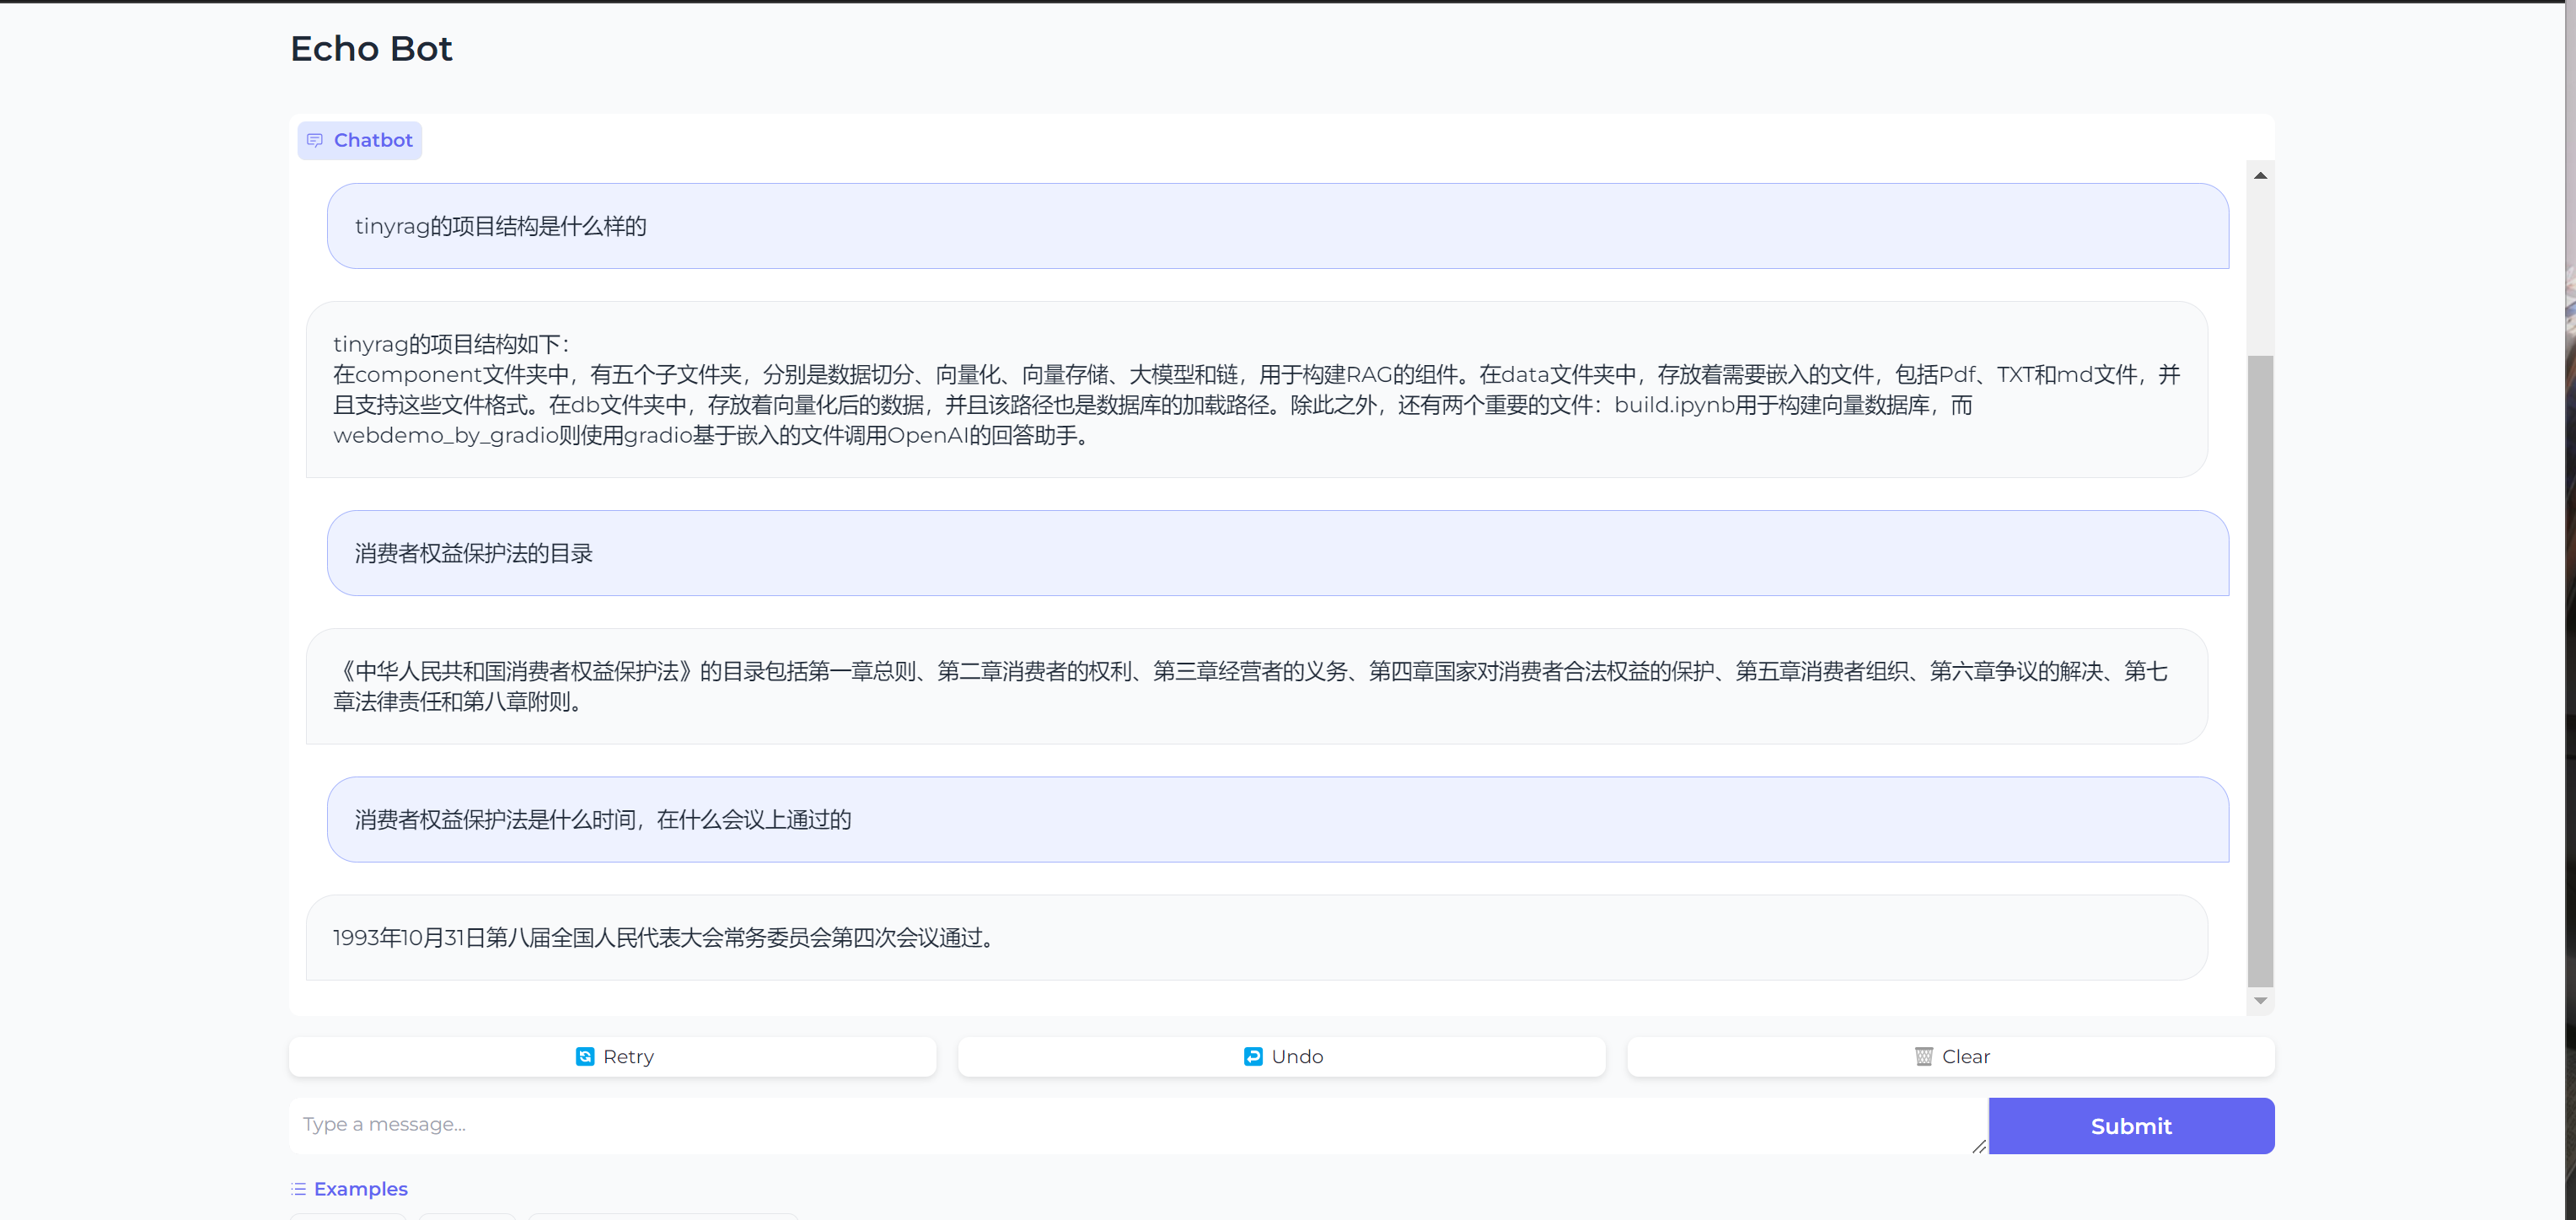 Echo Bot
Chatbot
tinyrag的项目结构是什么样的
tinyrag的项目结构如下：
在component文件夹中，有五个子文件夹，分别是数据切分、向量化、向量存储、大模型和链，用于构建RAG的组件。在data文件夹中，存放着需要嵌入的文件，包括Pdf、TXT和md文件，并
且支持这些文件格式。在db文件夹中，存放着向量化后的数据，并且该路径也是数据库的加载路径。除此之外，还有两个重要的文件：build.ipynb用于构建向量数据库，而
webdemo_by_gradio则使用gradio基于嵌入的文件调用OpenAI的回答助手。
消费者权益保护法的目录
《中华人民共和国消费者权益保护法》的目录包括第一章总则、第二章消费者的权利、第三章经营者的义务、第四章国家对消费者合法权益的保护、第五章消费者组织、第六章争议的解决、第七
章法律责任和第八章附则。
消费者权益保护法是什么时间，在什么会议上通过的
1993年10月31日第八届全国人民代表大会常务委员会第四次会议通过。
Retry
Undo
Clear
Type a message...
Submit
Examples